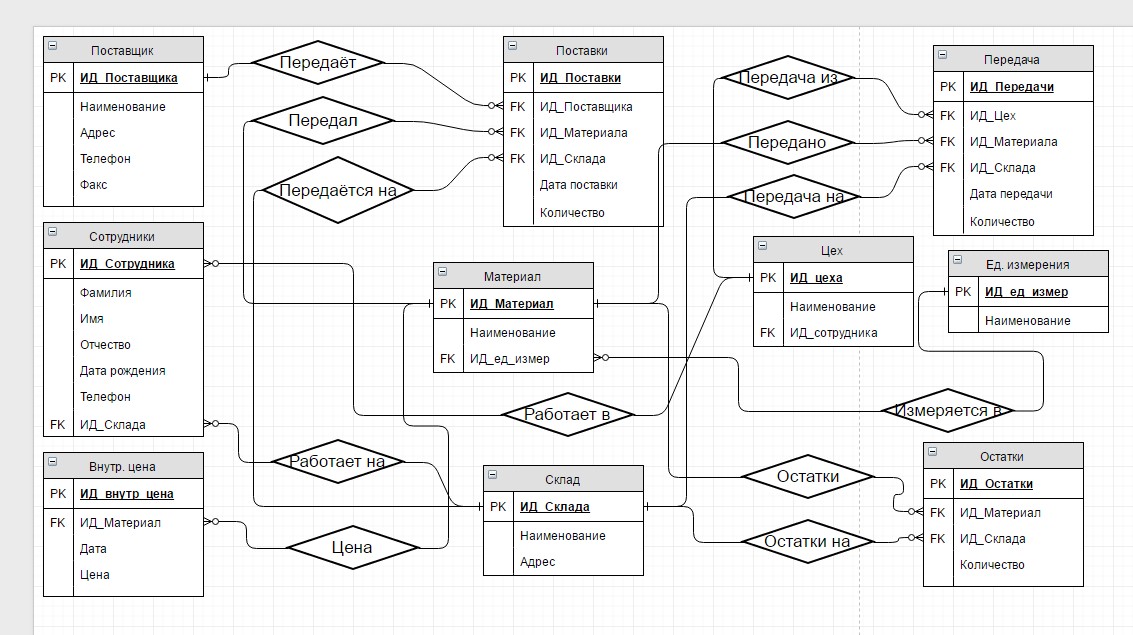 Поставщик
PK ИД_Поставщика
Наименование
Адрес
Телефон
Факс
Передаёт
Передал
Передаётся на
Поставки
PK ИД_Поставки
FK ИД_Поставщика
FK ИД_Материала
FK ИД_Склада
Дата поставки
Количество
Передача из
Передано
Передача на
Передача
PK ИД_Передачи
FK ИД_Цех
FK ИД_Материала
FK ИД_Склада
Дата передачи
Количество
Сотрудники
PK ИД_Сотрудника
Фамилия
Имя
Отчество
Дата рождения
Телефон
FK ИД_Склада
Материал
PK ИД_Материал
Наименование
FK ИД_ед_измер
Цех
PK ИД_цеха
Наименование
FK ИД_сотрудника
Ед. измерения
PK ИД_ед_измер
Наименование
Работает в
Измеряется в
Работает на
Внутр. цена
PK ИД_внутр_цена
FK ИД_Материал
Дата
Цена
Цена
Склад
PK ИД_Склада
Наименование
Адрес
Остатки
Остатки на
Остатки
PK ИД_Остатки
FK ИД_Материал
FK ИД_Склада
Количество